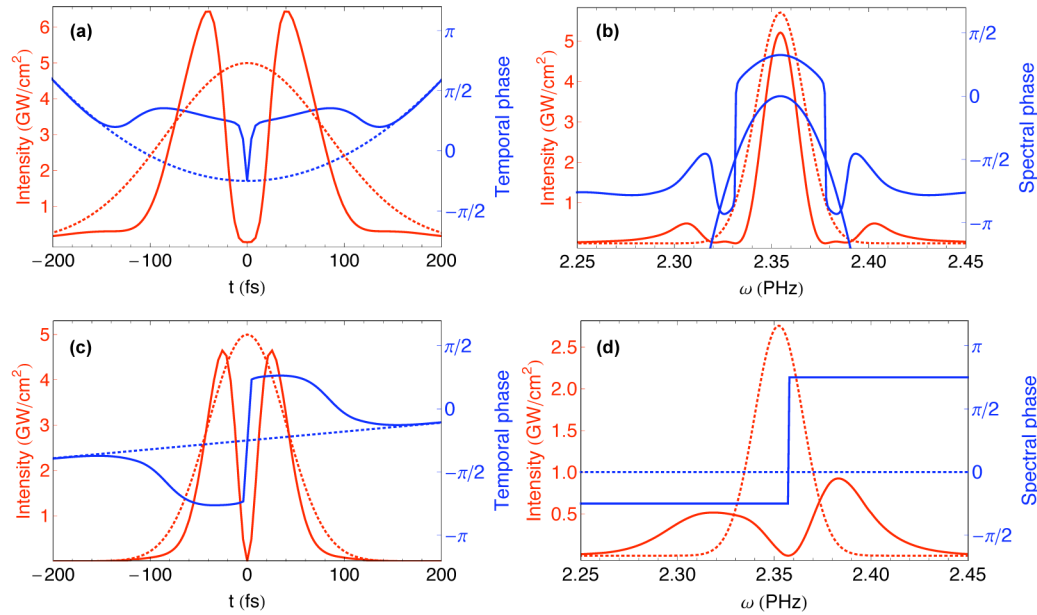 (a)
Intensity (GW/cm²)
6
5
4
3
2
1
π
π/2
0
−π/2
Temporal phase
−200 −100 0 100 200
t (fs)
(b)
Intensity (GW/cm²)
5
4
3
2
1
π/2
0
−π/2
−π
Spectral phase
2.25 2.30 2.35 2.40 2.45
ω (PHz)
(c)
Intensity (GW/cm²)
5
4
3
2
1
π/2
0
−π/2
−π
Temporal phase
−200 −100 0 100 200
t (fs)
(d)
Intensity (GW/cm²)
2.5
2.0
1.5
1.0
0.5
π
π/2
0
−π/2
Spectral phase
2.25 2.30 2.35 2.40 2.45
ω (PHz)